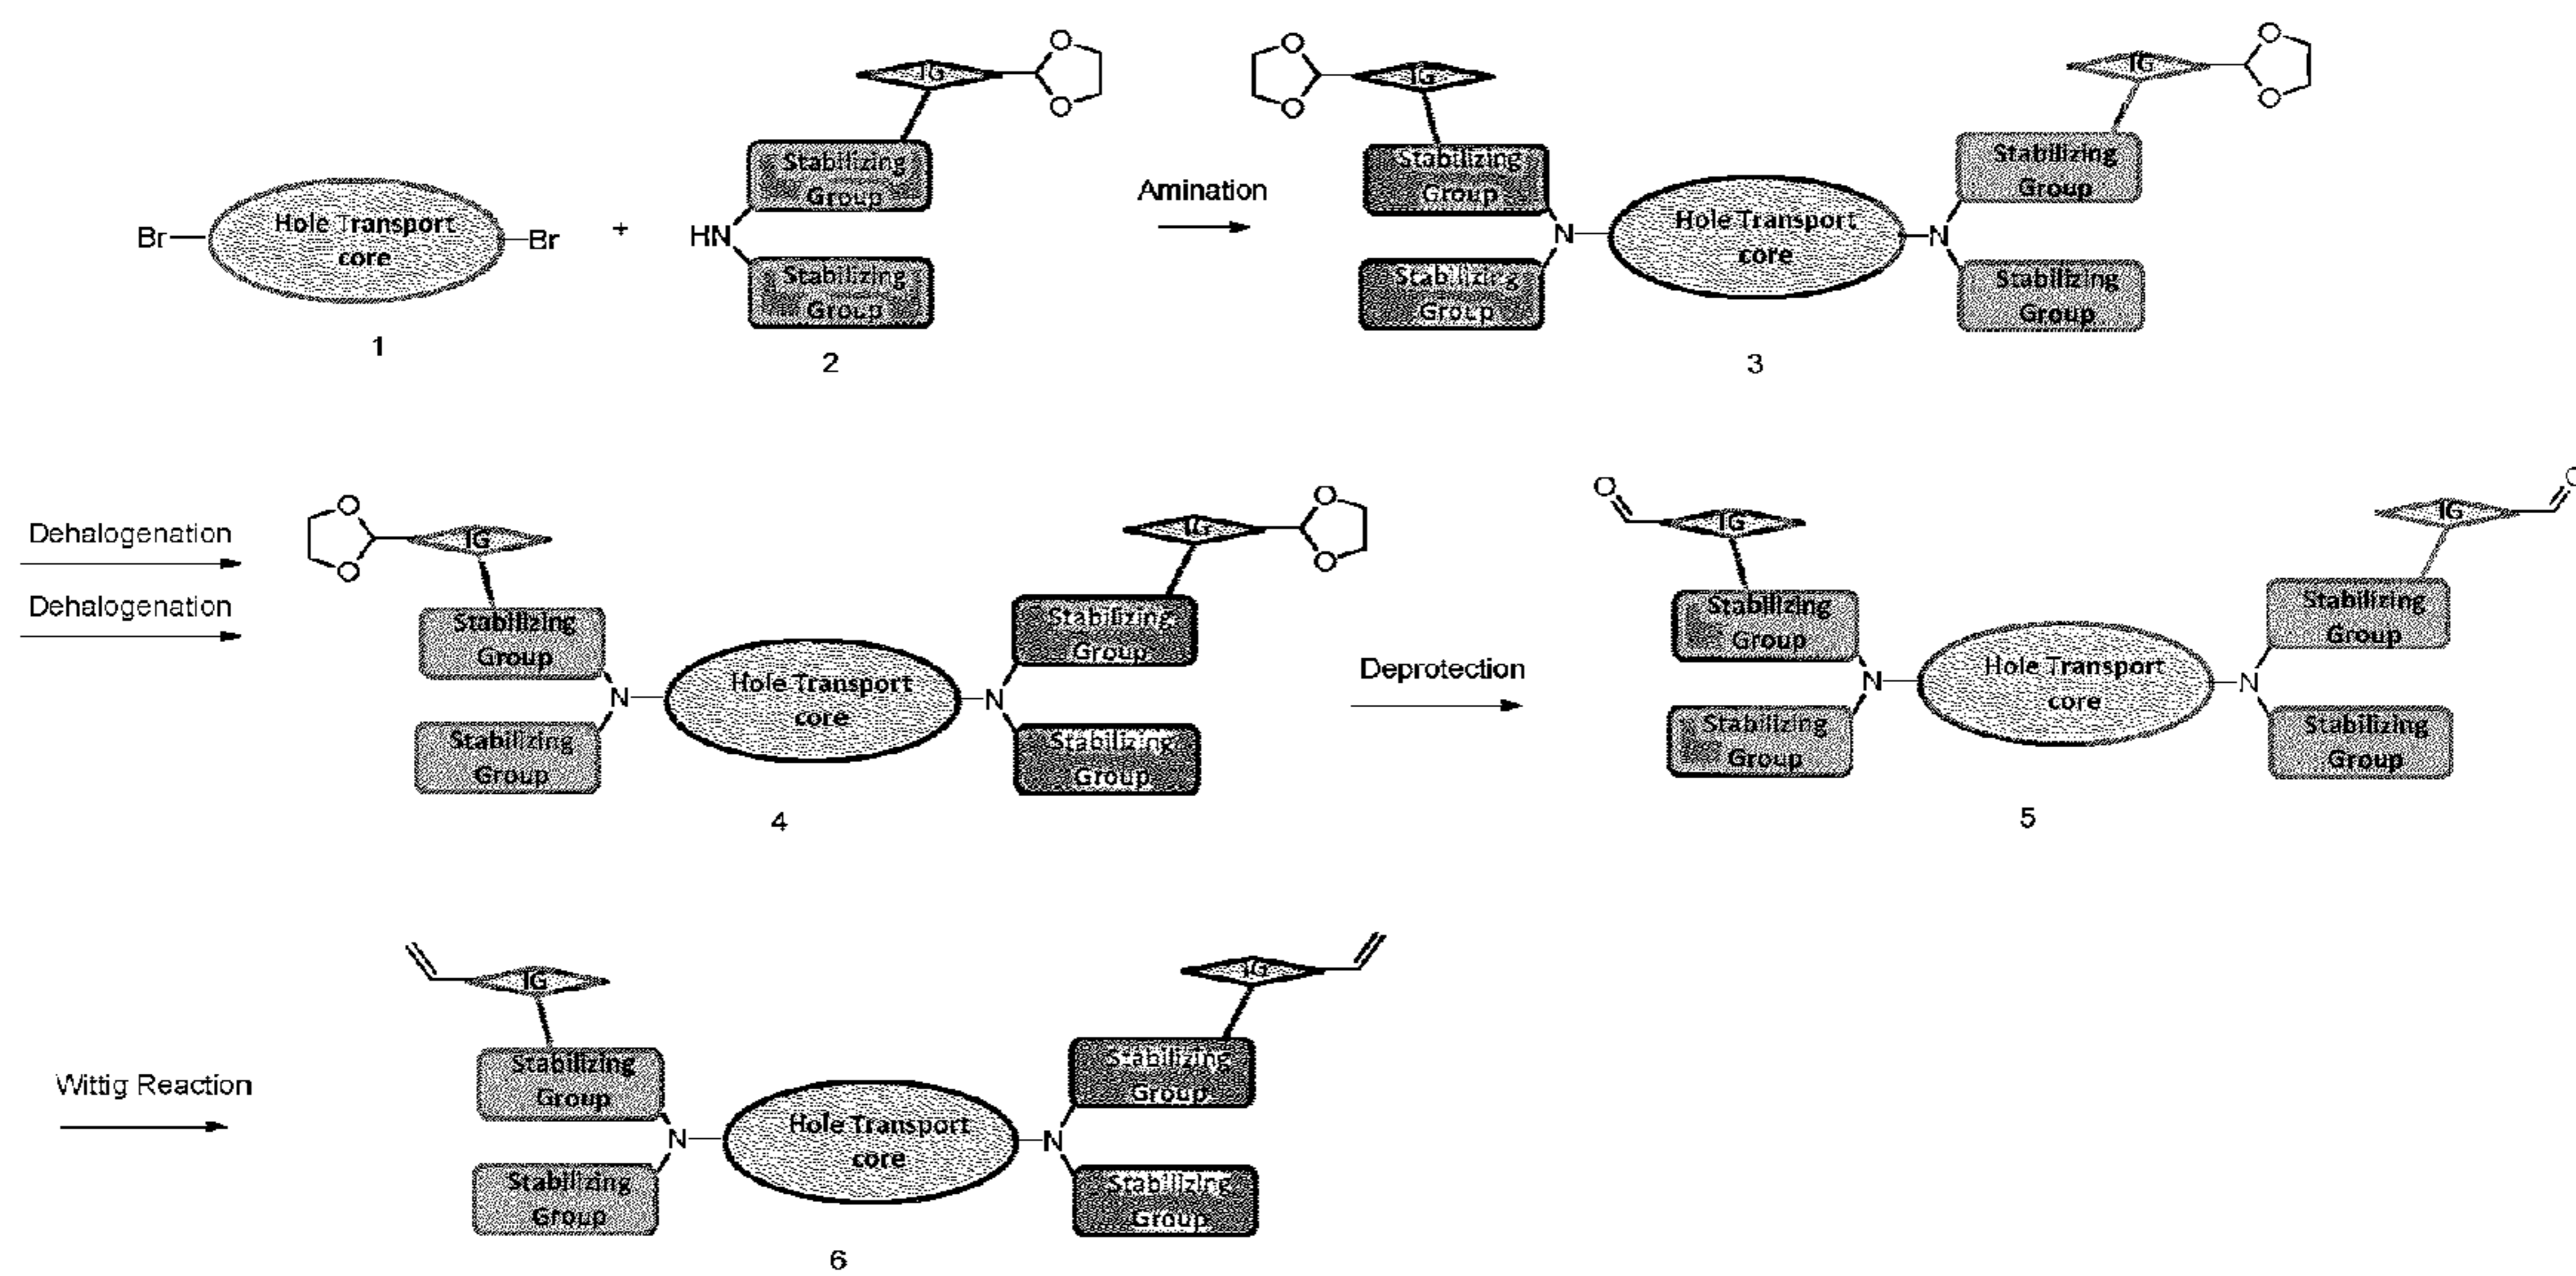 O
O
IG
Stabilizing
Group
Br
Hole Transport
core
Br
+
HN
Stabilizing
Group
1
2
Amination
O
O
IG
Stabilizing
Group
N
Hole Transport
core
N
Stabilizing
Group
IG
O
O
Stabilizing
Group
Stabilizing
Group
3
Dehalogenation
Dehalogenation
O
O
IG
Stabilizing
Group
N
Hole Transport
core
N
Stabilizing
Group
IG
O
O
Stabilizing
Group
Stabilizing
Group
4
Deprotection
O
IG
Stabilizing
Group
N
Hole Transport
core
N
Stabilizing
Group
IG
O
Stabilizing
Group
Stabilizing
Group
5
Wittig Reaction
IG
Stabilizing
Group
N
Hole Transport
core
N
Stabilizing
Group
IG
Stabilizing
Group
Stabilizing
Group
6